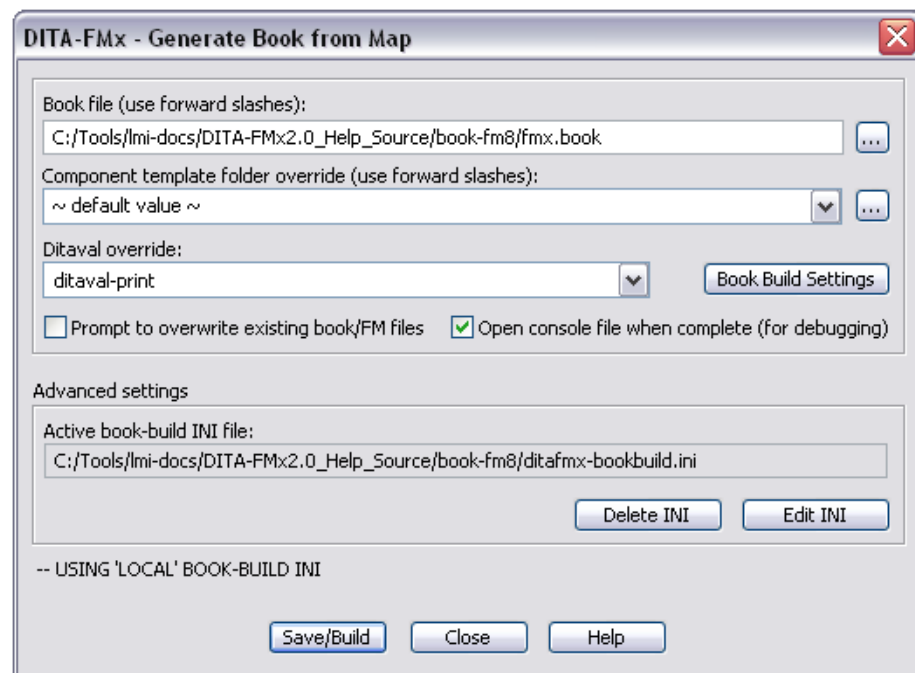 DITA-FMx - Generate Book from Map
Book file (use forward slashes):
C:/Tools/lmi-docs/DITA-FMx2.0_Help_Source/book-fm8/fmx.book
...
Component template folder override (use forward slashes):
~ default value ~
...
Ditaval override:
ditaval-print
Book Build Settings
Prompt to overwrite existing book/FM files
Open console file when complete (for debugging)
Advanced settings
Active book-build INI file:
C:/Tools/lmi-docs/DITA-FMx2.0_Help_Source/book-fm8/ditafmx-bookbuild.ini
Delete INI
Edit INI
-- USING 'LOCAL' BOOK-BUILD INI
Save/Build
Close
Help